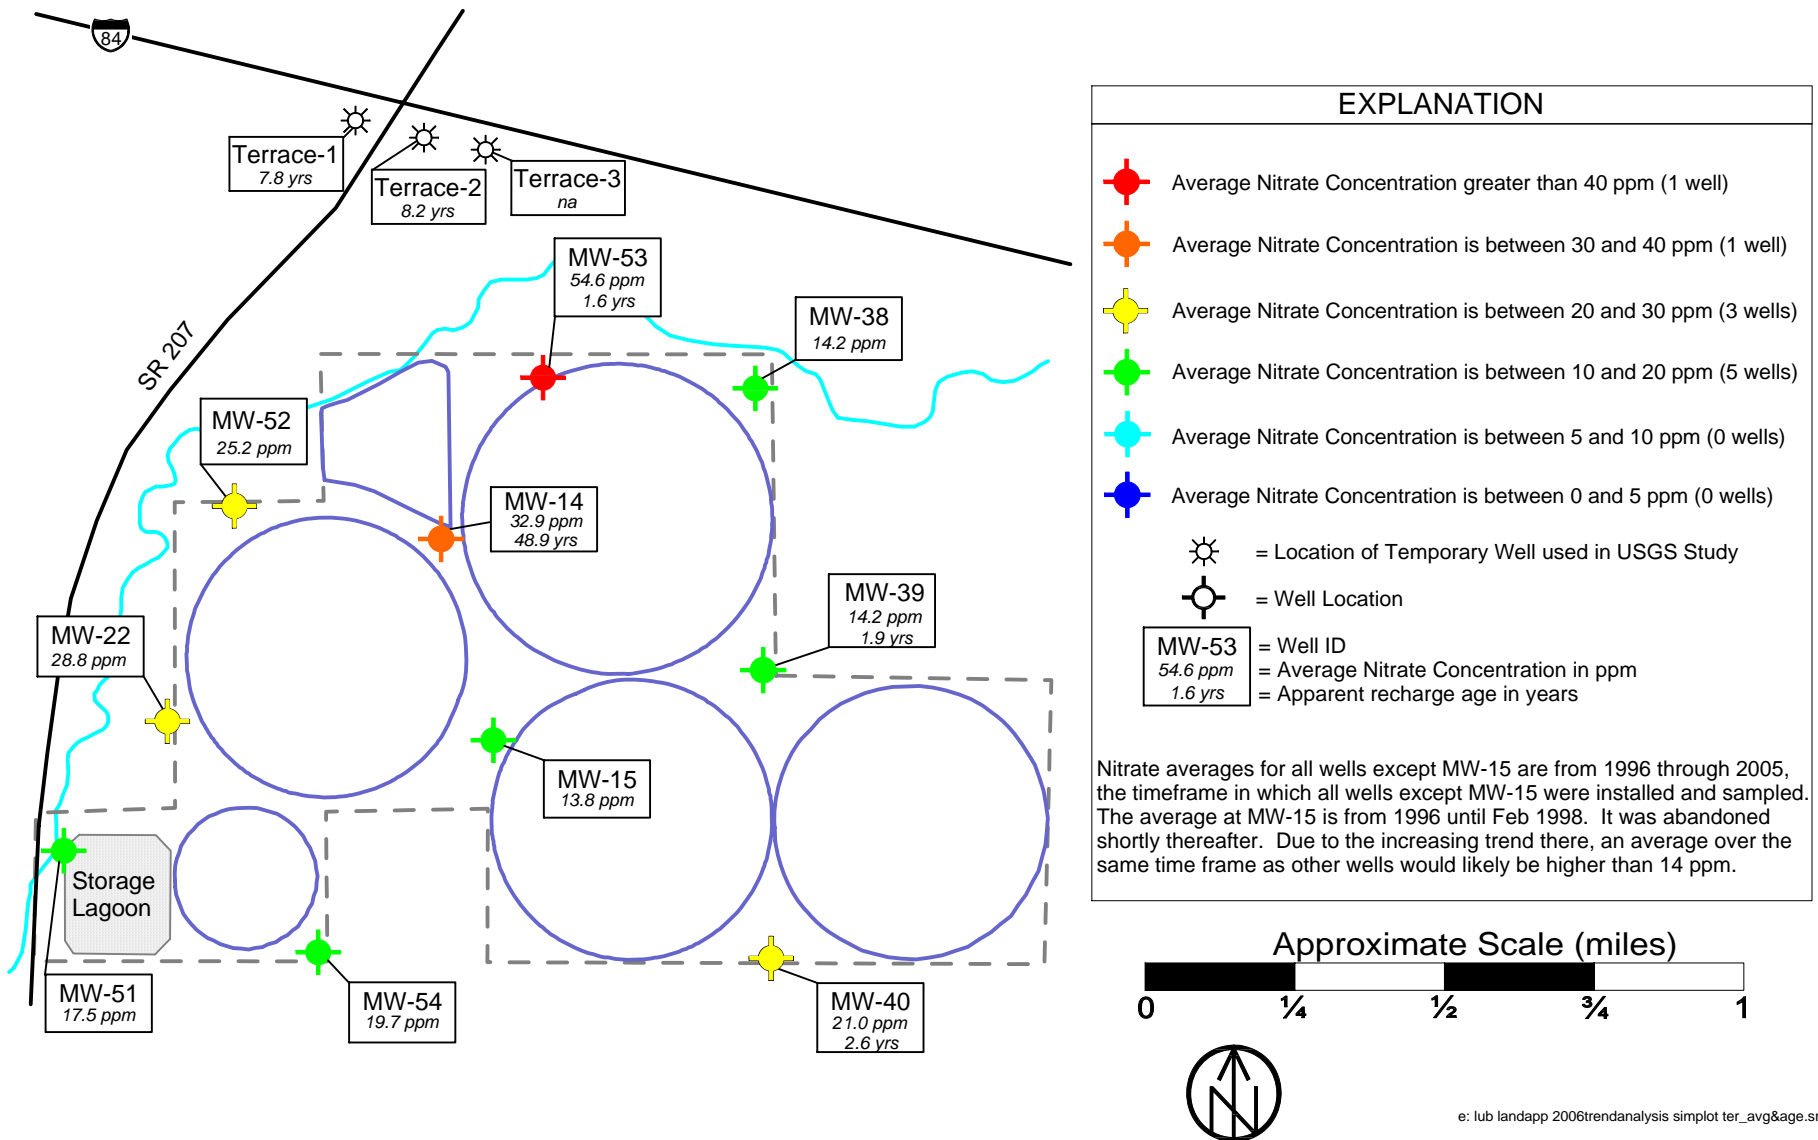 84
Terrace-1
7.8 yrs
Terrace-2
8.2 yrs
Terrace-3
na
SR 207
MW-53
54.6 ppm
1.6 yrs
MW-38
14.2 ppm
MW-52
25.2 ppm
MW-14
32.9 ppm
48.9 yrs
MW-39
14.2 ppm
1.9 yrs
MW-22
28.8 ppm
MW-15
13.8 ppm
Storage
Lagoon
MW-51
17.5 ppm
MW-54
19.7 ppm
MW-40
21.0 ppm
2.6 yrs
EXPLANATION
Average Nitrate Concentration greater than 40 ppm (1 well)
Average Nitrate Concentration is between 30 and 40 ppm (1 well)
Average Nitrate Concentration is between 20 and 30 ppm (3 wells)
Average Nitrate Concentration is between 10 and 20 ppm (5 wells)
Average Nitrate Concentration is between 5 and 10 ppm (0 wells)
Average Nitrate Concentration is between 0 and 5 ppm (0 wells)
= Location of Temporary Well used in USGS Study
= Well Location
MW-53 = Well ID
54.6 ppm = Average Nitrate Concentration in ppm
1.6 yrs = Apparent recharge age in years
Nitrate averages for all wells except MW-15 are from 1996 through 2005,
the timeframe in which all wells except MW-15 were installed and sampled.
The average at MW-15 is from 1996 until Feb 1998. It was abandoned
shortly thereafter. Due to the increasing trend there, an average over the
same time frame as other wells would likely be higher than 14 ppm.
Approximate Scale (miles)
0 ¼ ½ ¾ 1
N
e: lub landapp 2006trendanalysis simplot